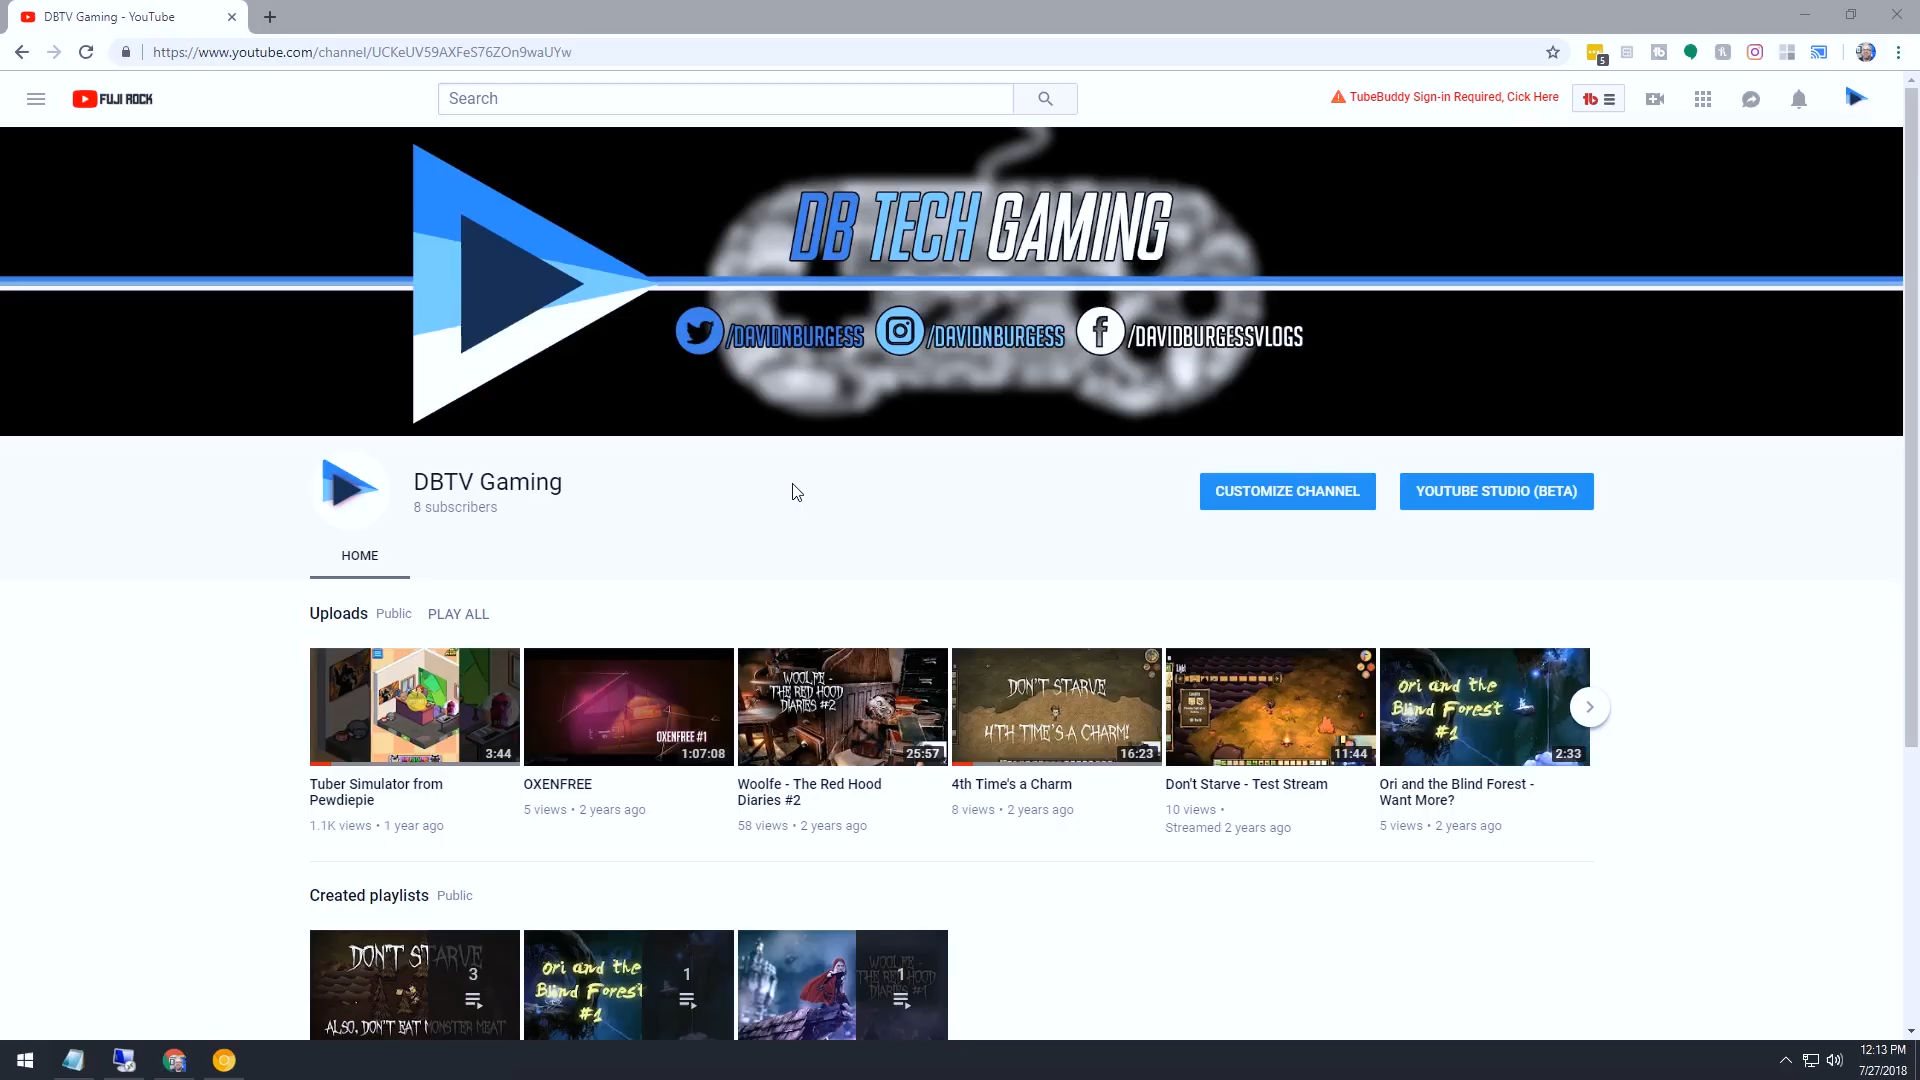 DBTV Gaming - YouTube
https://www.youtube.com/channel/UCKeUV59AXFeS76ZOn9waUYw
5
FUJI ROCK
Search
TubeBuddy Sign-in Required, Cick Here
tb
DB TECH GAMING
/DAVIDNBURGESS /DAVIDNBURGESS /DAVIDBURGESSVLOGS
DBTV Gaming
8 subscribers
CUSTOMIZE CHANNEL
YOUTUBE STUDIO (BETA)
HOME
Uploads Public PLAY ALL
3:44
OXENFREE #1
1:07:08
WOOLFE -
THE RED HOOD
DIARIES #2
25:57
DON'T STARVE
4TH TIME'S A CHARM!
16:23
11:44
Ori and the
Blind Forest
#1
2:33
Tuber Simulator from
Pewdiepie
1.1K views • 1 year ago
OXENFREE
5 views • 2 years ago
Woolfe - The Red Hood
Diaries #2
58 views • 2 years ago
4th Time's a Charm
8 views • 2 years ago
Don't Starve - Test Stream
10 views •
Streamed 2 years ago
Ori and the Blind Forest -
Want More?
5 views • 2 years ago
Created playlists Public
DON'T STARVE
3
ALSO, DON'T EAT MONSTER MEAT
Ori and the
Blind Forest
#1
1
WOOLFE -
THE RED HOOD
DIARIES #1
1
12:13 PM
7/27/2018